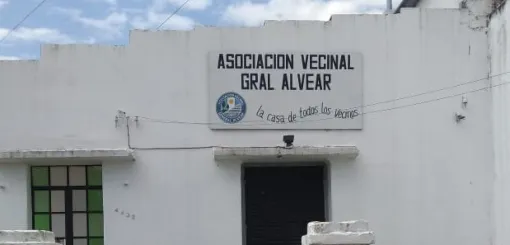 ASOCIACION VECINAL
GRAL ALVEAR
La casa de todos los vecinos